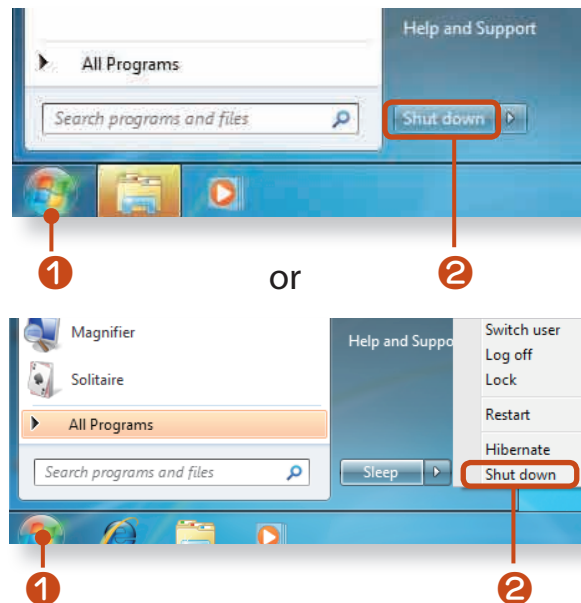 Help and Support
All Programs
Search programs and files
Shut down
1
or
2
Magnifier
Solitaire
All Programs
Search programs and files
Help and Suppo
Sleep
Switch user
Log off
Lock
Restart
Hibernate
Shut down
1
2